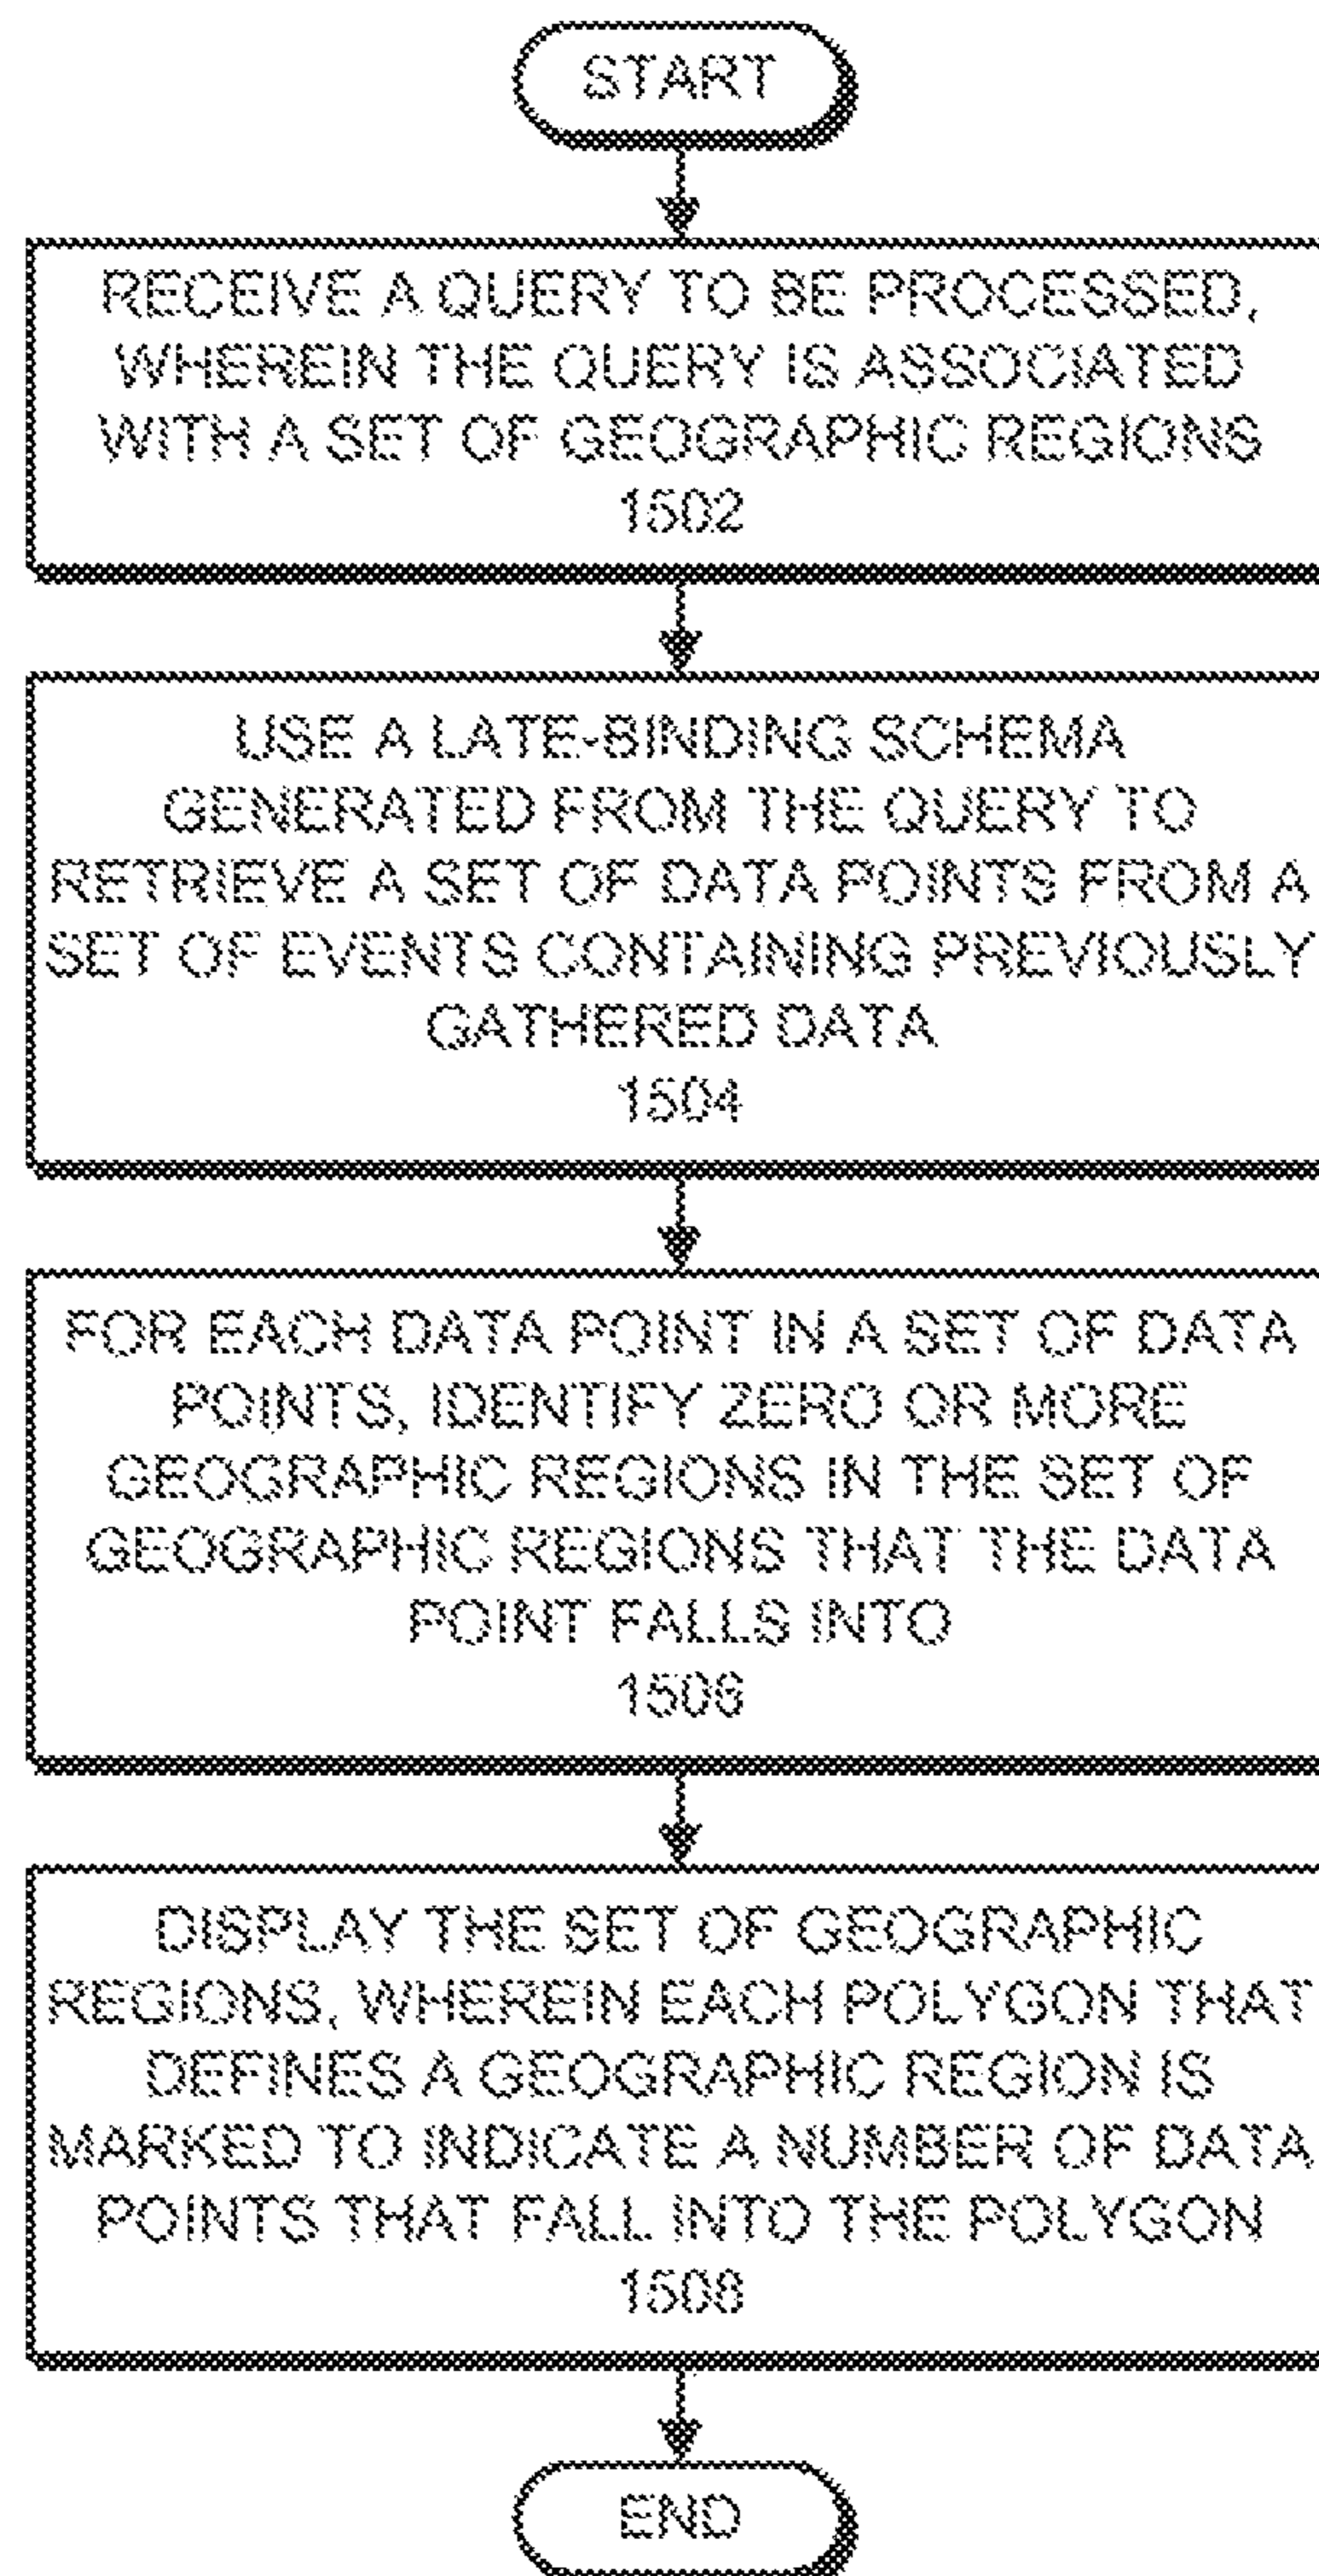 START
RECEIVE A QUERY TO BE PROCESSED,
WHEREIN THE QUERY IS ASSOCIATED
WITH A SET OF GEOGRAPHIC REGIONS
1502
USE A LATE-BINDING SCHEMA
GENERATED FROM THE QUERY TO
RETRIEVE A SET OF DATA POINTS FROM A
SET OF EVENTS CONTAINING PREVIOUSLY
GATHERED DATA
1504
FOR EACH DATA POINT IN A SET OF DATA
POINTS, IDENTIFY ZERO OR MORE
GEOGRAPHIC REGIONS IN THE SET OF
GEOGRAPHIC REGIONS THAT THE DATA
POINT FALLS INTO
1506
DISPLAY THE SET OF GEOGRAPHIC
REGIONS, WHEREIN EACH POLYGON THAT
DEFINES A GEOGRAPHIC REGION IS
MARKED TO INDICATE A NUMBER OF DATA
POINTS THAT FALL INTO THE POLYGON
1508
END